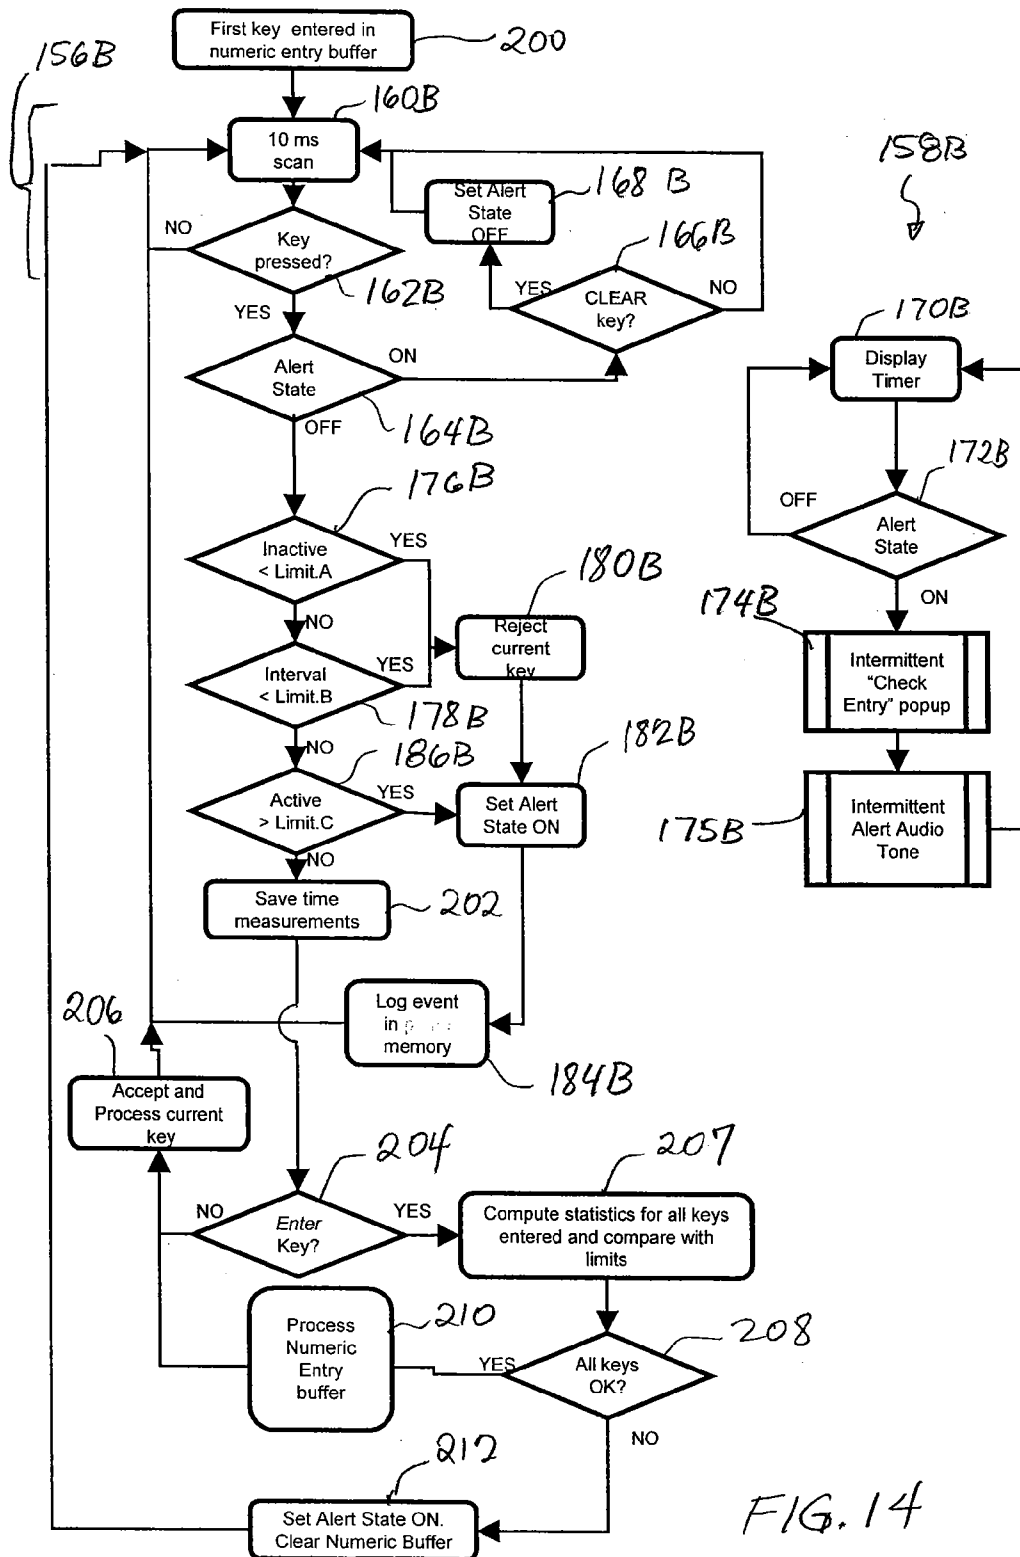 First key entered in
numeric entry buffer
200
156B
160B
10 ms
scan
158B
168B
Set Alert
State
OFF
NO
Key
pressed?
162B
166B
YES
CLEAR
key?
NO
YES
170B
Display
Timer
Alert
State
ON
164B
OFF
172B
OFF
Alert
State
ON
176B
Inactive
< Limit.A
YES
NO
180B
Reject
current
key
174B
Intermittent
"Check
Entry" popup
Interval
< Limit.B
YES
178B
NO
186B
182B
Active
> Limit.C
YES
Set Alert
State ON
NO
175B
Intermittent
Alert Audio
Tone
Save time
measurements
202
Log event
in
memory
184B
206
Accept and
Process current
key
204
207
NO
Enter
Key?
YES
Compute statistics for all keys
entered and compare with
limits
210
Process
Numeric
Entry
buffer
208
YES
All keys
OK?
NO
212
Set Alert State ON.
Clear Numeric Buffer
FIG. 14